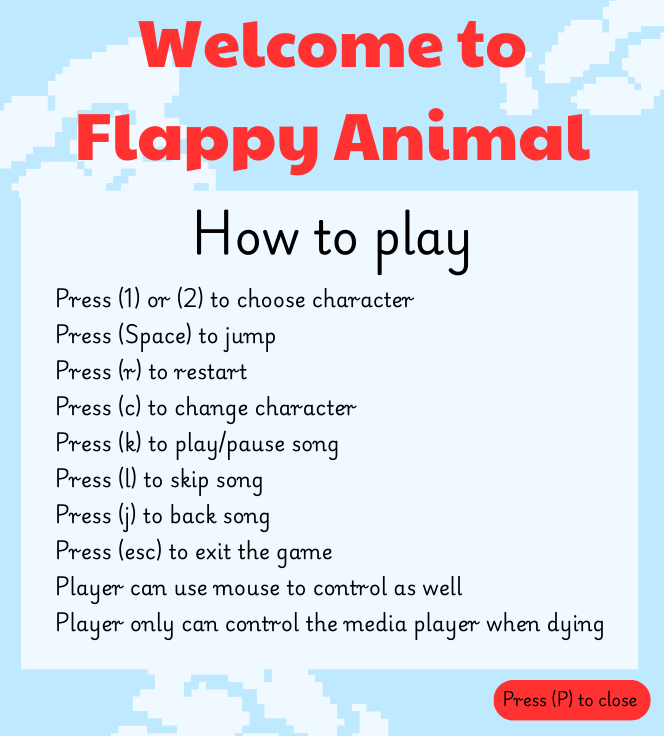 Welcome to
Flappy Animal
How to play
Press (1) or (2) to choose character
Press (Space) to jump
Press (r) to restart
Press (c) to change character
Press (k) to play/pause song
Press (l) to skip song
Press (j) to back song
Press (esc) to exit the game
Player can use mouse to control as well
Player only can control the media player when dying
Press (P) to close